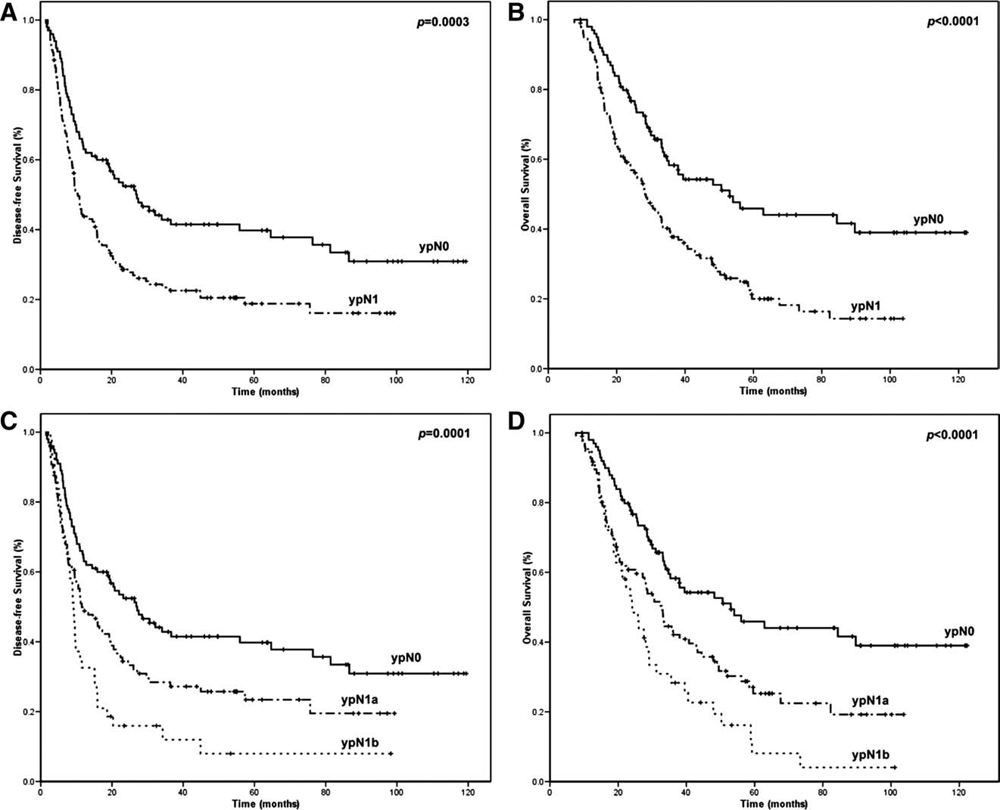 A
p=0.0003
1.0
0.8
0.6
0.4
0.2
0.0
Disease-free Survival (%)
ypN0
ypN1
0 20 40 60 80 100 120
Time (months)
B
p<0.0001
1.0
0.8
0.6
0.4
0.2
0.0
Overall Survival (%)
ypN0
ypN1
0 20 40 60 80 100 120
Time (months)
C
p=0.0001
1.0
0.8
0.6
0.4
0.2
0.0
Disease-free Survival (%)
ypN0
ypN1a
ypN1b
0 20 40 60 80 100 120
Time (months)
D
p<0.0001
1.0
0.8
0.6
0.4
0.2
0.0
Overall Survival (%)
ypN0
ypN1a
ypN1b
0 20 40 60 80 100 120
Time (months)